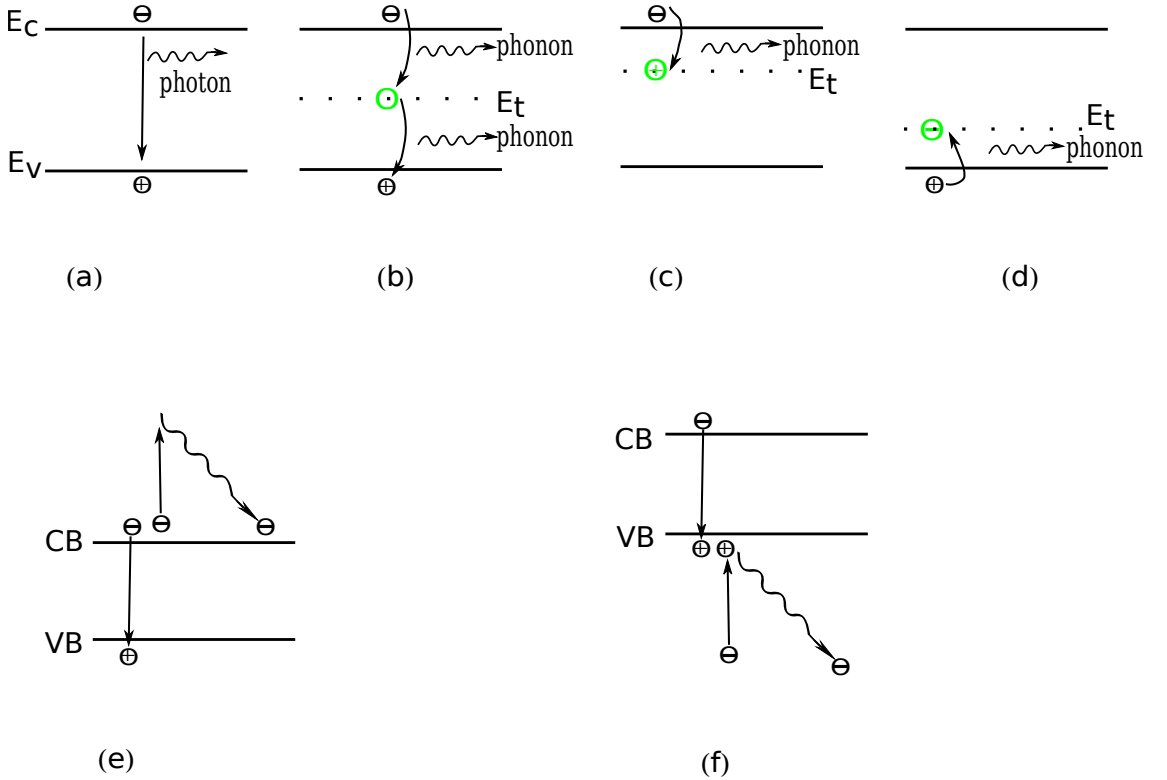 Ec
photon
Ev
(a)
phonon
Et
phonon
(b)
phonon
Et
(c)
Et
phonon
(d)
CB
VB
(e)
CB
VB
(f)